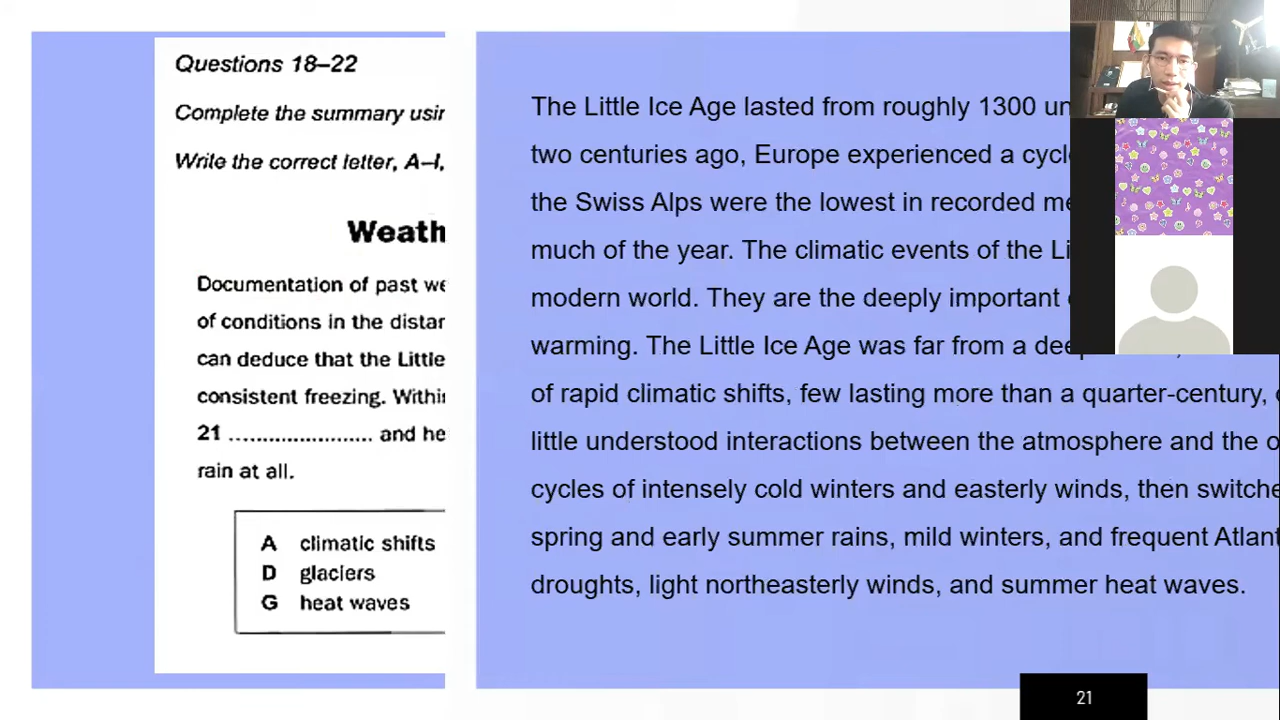 Questions 18–22
Complete the summary usin
Write the correct letter, A–I,
Weath
Documentation of past we
of conditions in the distan
can deduce that the Little
consistent freezing. Withi
21 ........................ and he
rain at all.
A climatic shifts
D glaciers
G heat waves
The Little Ice Age lasted from roughly 1300 un
two centuries ago, Europe experienced a cycl
the Swiss Alps were the lowest in recorded me
much of the year. The climatic events of the Li
modern world. They are the deeply important
warming. The Little Ice Age was far from a deep
of rapid climatic shifts, few lasting more than a quarter-century,
little understood interactions between the atmosphere and the o
cycles of intensely cold winters and easterly winds, then switche
spring and early summer rains, mild winters, and frequent Atlant
droughts, light northeasterly winds, and summer heat waves.
21